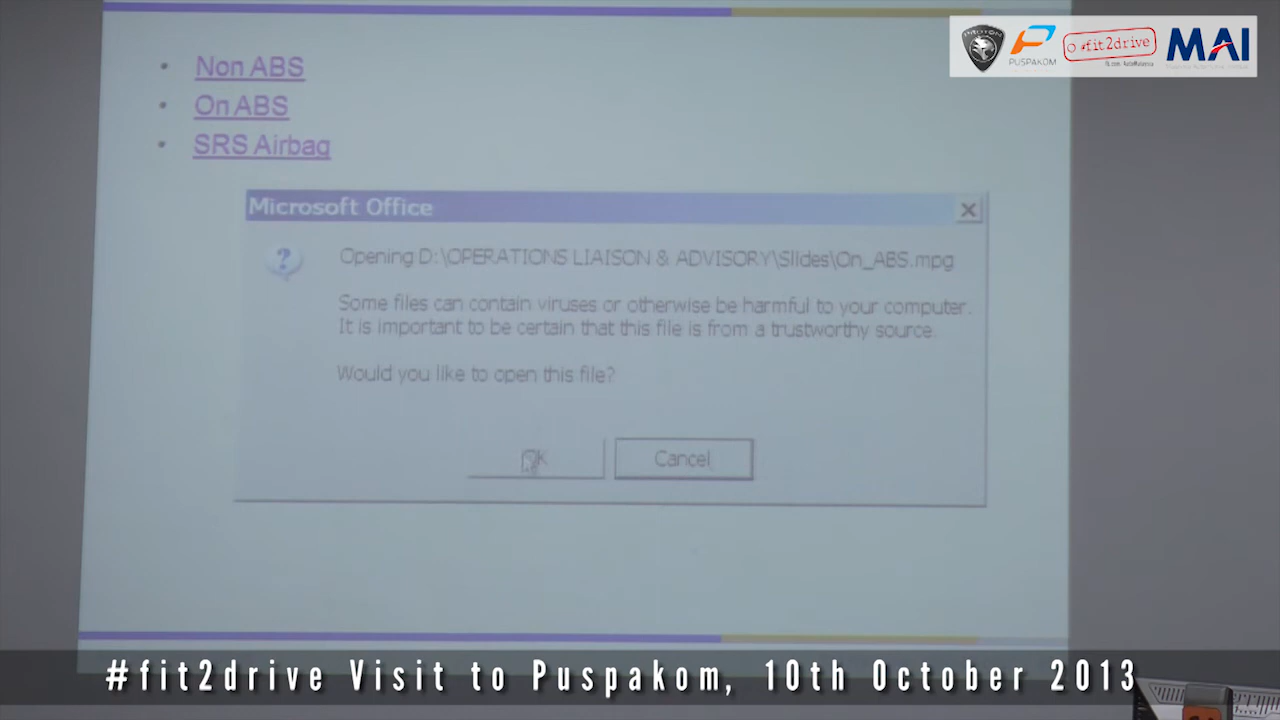 PROTON
PUSPAKOM
#fit2drive
MAI
Non ABS
On ABS
SRS Airbag
Microsoft Office
Opening D:\OPERATIONS LIAISON & ADVISORY\Slides\On_ABS.mpg
Some files can contain viruses or otherwise be harmful to your computer.
It is important to be certain that this file is from a trustworthy source.
Would you like to open this file?
OK
Cancel
#fit2drive Visit to Puspakom, 10th October 2013